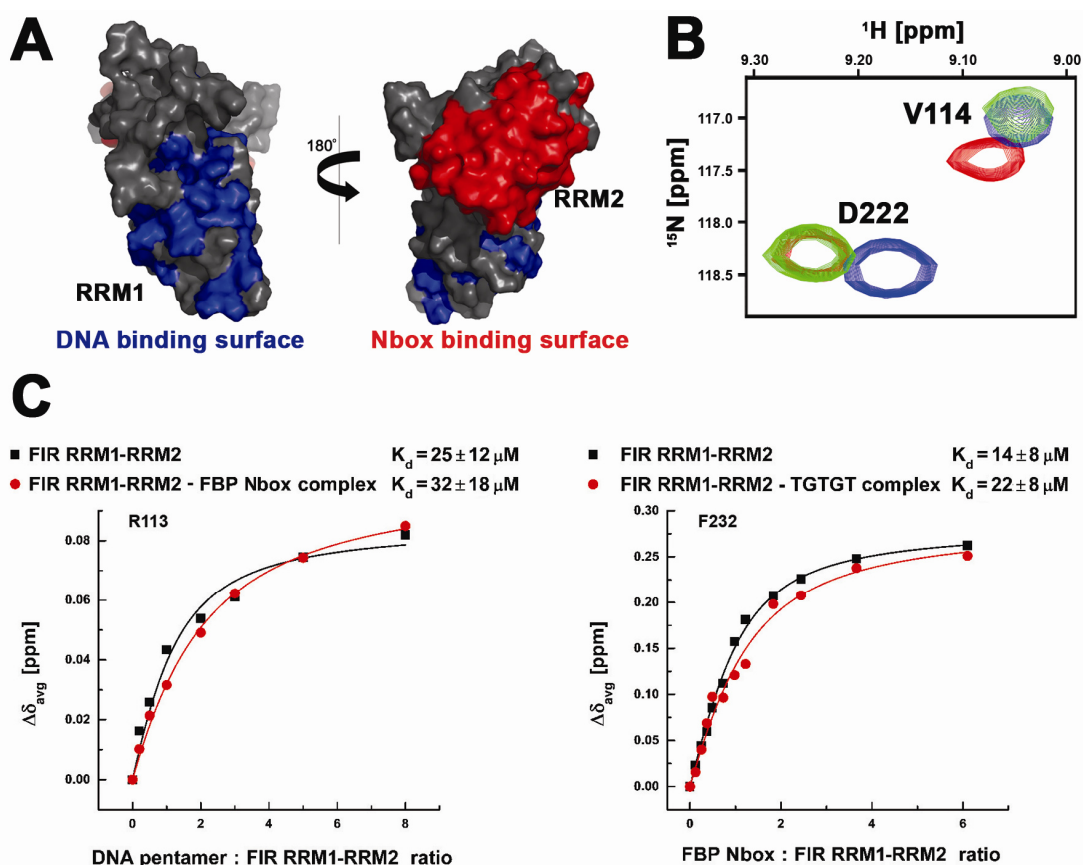 A
180°
RRM1
RRM2
DNA binding surface
Nbox binding surface
B
¹H [ppm]
9.30 9.20 9.10 9.00
¹⁵N [ppm]
117.0
117.5
118.0
118.5
V114
D222
C
■ FIR RRM1-RRM2 K_d = 25 ± 12 μM
● FIR RRM1-RRM2 - FBP Nbox complex K_d = 32 ± 18 μM
R113
Δδ_avg [ppm]
0.08
0.06
0.04
0.02
0.00
0 2 4 6 8
DNA pentamer : FIR RRM1-RRM2 ratio
■ FIR RRM1-RRM2 K_d = 14 ± 8 μM
● FIR RRM1-RRM2 - TGTGT complex K_d = 22 ± 8 μM
F232
Δδ_avg [ppm]
0.30
0.25
0.20
0.15
0.10
0.05
0.00
0 2 4 6
FBP Nbox : FIR RRM1-RRM2 ratio